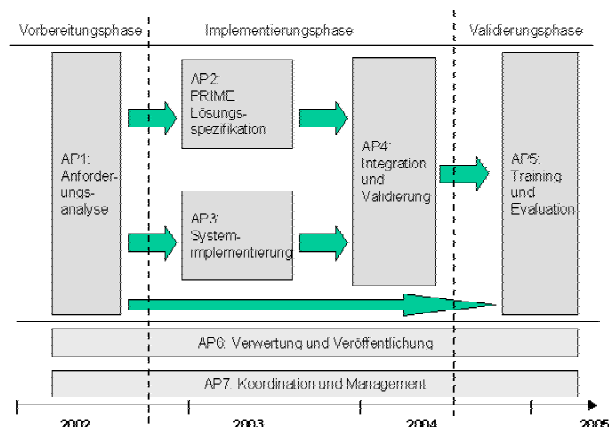 Vorbereitungsphase
Implementierungsphase
Validierungsphase
AP1:
Anforder-
ungs-
analyse
AP2:
PRIME
Lösungs-
spezifikation
AP3:
System-
implementierung
AP4:
Integration
und
Validierung
AP5:
Training
und
Evaluation
AP6: Verwertung und Veröffentlichung
AP7: Koordination und Management
2002
2003
2004
2005